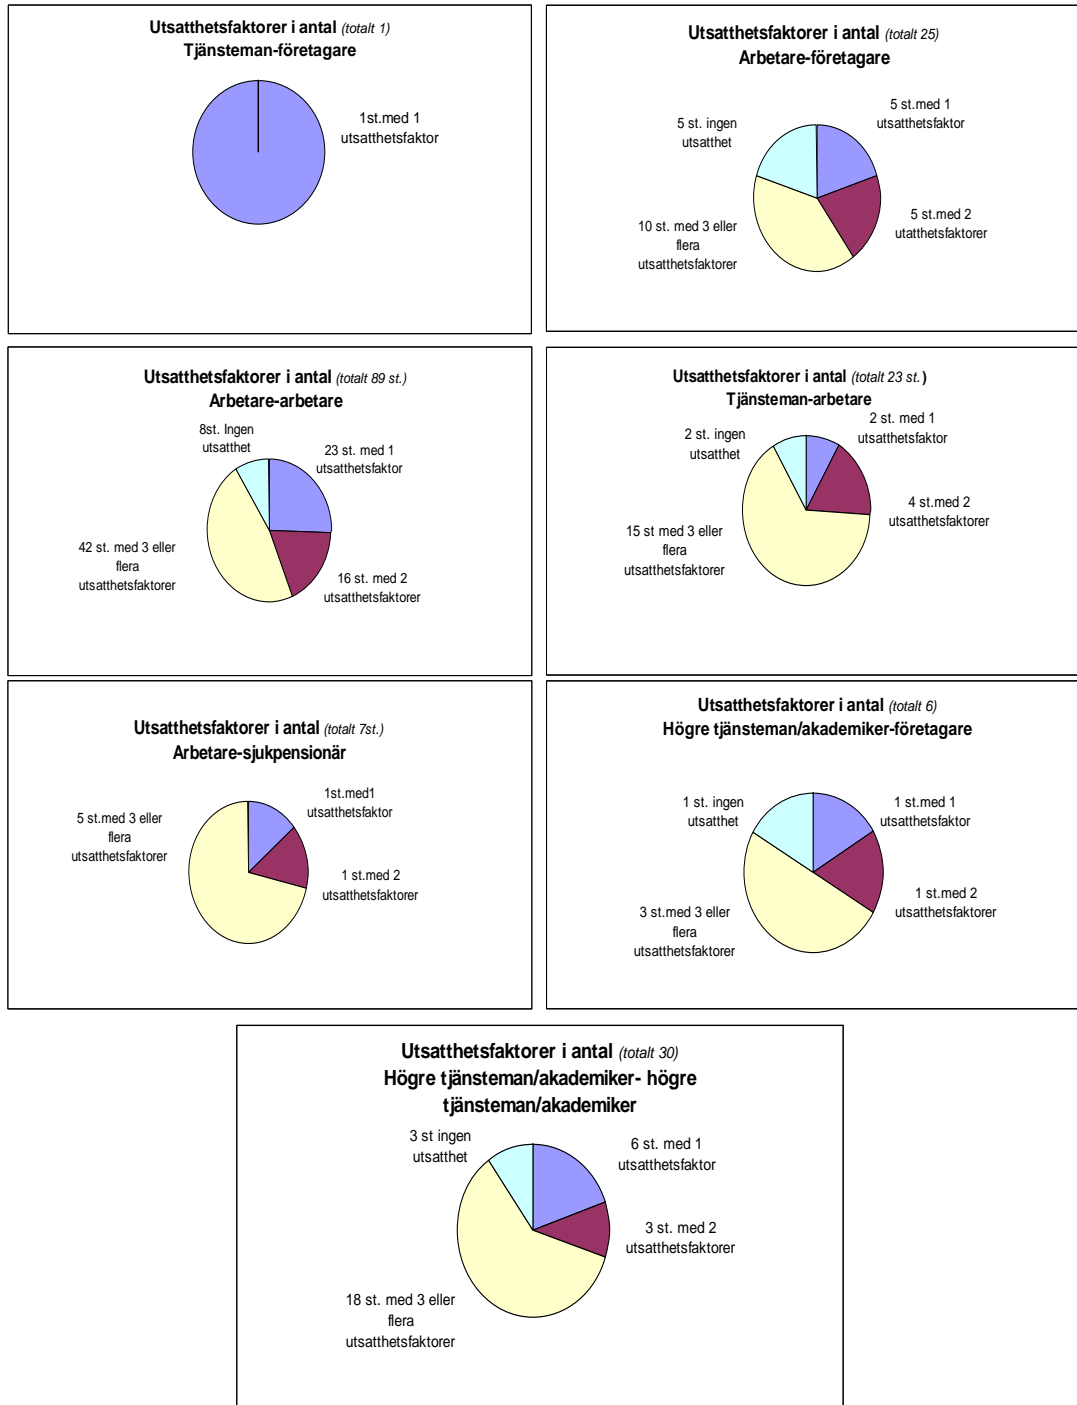 Utsatthetsfaktorer i antal (totalt 1)
Tjänsteman-företagare
1st.med 1
utsatthetsfaktor
Utsatthetsfaktorer i antal (totalt 25)
Arbetare-företagare
5 st. ingen
utsatthet
5 st.med 1
utsatthetsfaktor
5 st.med 2
utatthetsfaktorer
10 st. med 3 eller
flera
utsatthetsfaktorer
Utsatthetsfaktorer i antal (totalt 89 st.)
Arbetare-arbetare
8st. Ingen
utsatthet
23 st. med 1
utsatthetsfaktor
42 st. med 3 eller
flera
utsatthetsfaktorer
16 st. med 2
utsatthetsfaktorer
Utsatthetsfaktorer i antal (totalt 23 st.)
Tjänsteman-arbetare
2 st. ingen
utsatthet
2 st. med 1
utsatthetsfaktor
4 st.med 2
utsatthetsfaktorer
15 st med 3 eller
flera
utsatthetsfaktorer
Utsatthetsfaktorer i antal (totalt 7st.)
Arbetare-sjukpensionär
1st.med1
utsatthetsfaktor
5 st.med 3 eller
flera
utsatthetsfaktorer
1 st.med 2
utsatthetsfaktorer
Utsatthetsfaktorer i antal (totalt 6)
Högre tjänsteman/akademiker-företagare
1 st. ingen
utsatthet
1 st.med 1
utsatthetsfaktor
1 st.med 2
utsatthetsfaktorer
3 st.med 3 eller
flera
utsatthetsfaktorer
Utsatthetsfaktorer i antal (totalt 30)
Högre tjänsteman/akademiker- högre
tjänsteman/akademiker
3 st ingen
utsatthet
6 st. med 1
utsatthetsfaktor
3 st. med 2
utsatthetsfaktorer
18 st. med 3 eller
flera
utsatthetsfaktorer